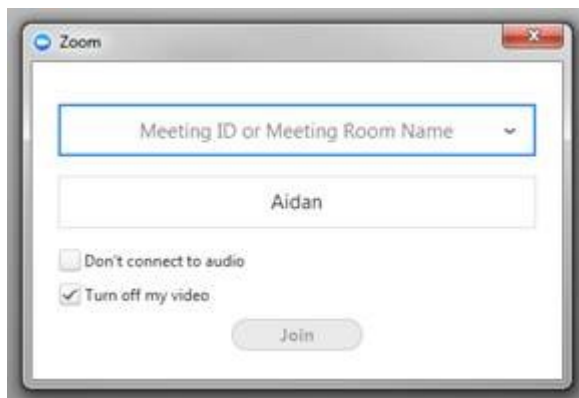 Zoom
Meeting ID or Meeting Room Name
Aidan
Don't connect to audio
Turn off my video
Join